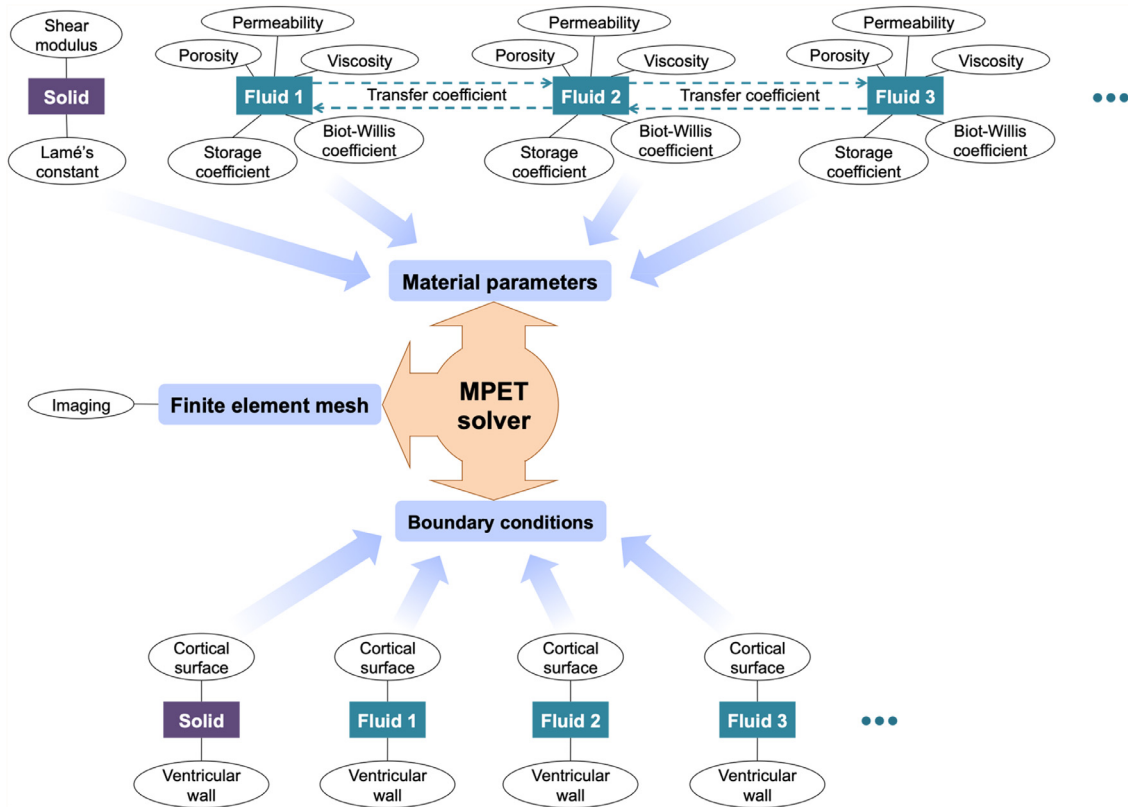 Shear
modulus
Solid
Lamé's
constant
Permeability
Porosity
Viscosity
Fluid 1
Storage
coefficient
Biot-Willis
coefficient
Transfer coefficient
Permeability
Porosity
Viscosity
Fluid 2
Storage
coefficient
Biot-Willis
coefficient
Transfer coefficient
Permeability
Porosity
Viscosity
Fluid 3
Storage
coefficient
Biot-Willis
coefficient
Material parameters
Imaging
Finite element mesh
MPET
solver
Boundary conditions
Cortical
surface
Solid
Ventricular
wall
Cortical
surface
Fluid 1
Ventricular
wall
Cortical
surface
Fluid 2
Ventricular
wall
Cortical
surface
Fluid 3
Ventricular
wall